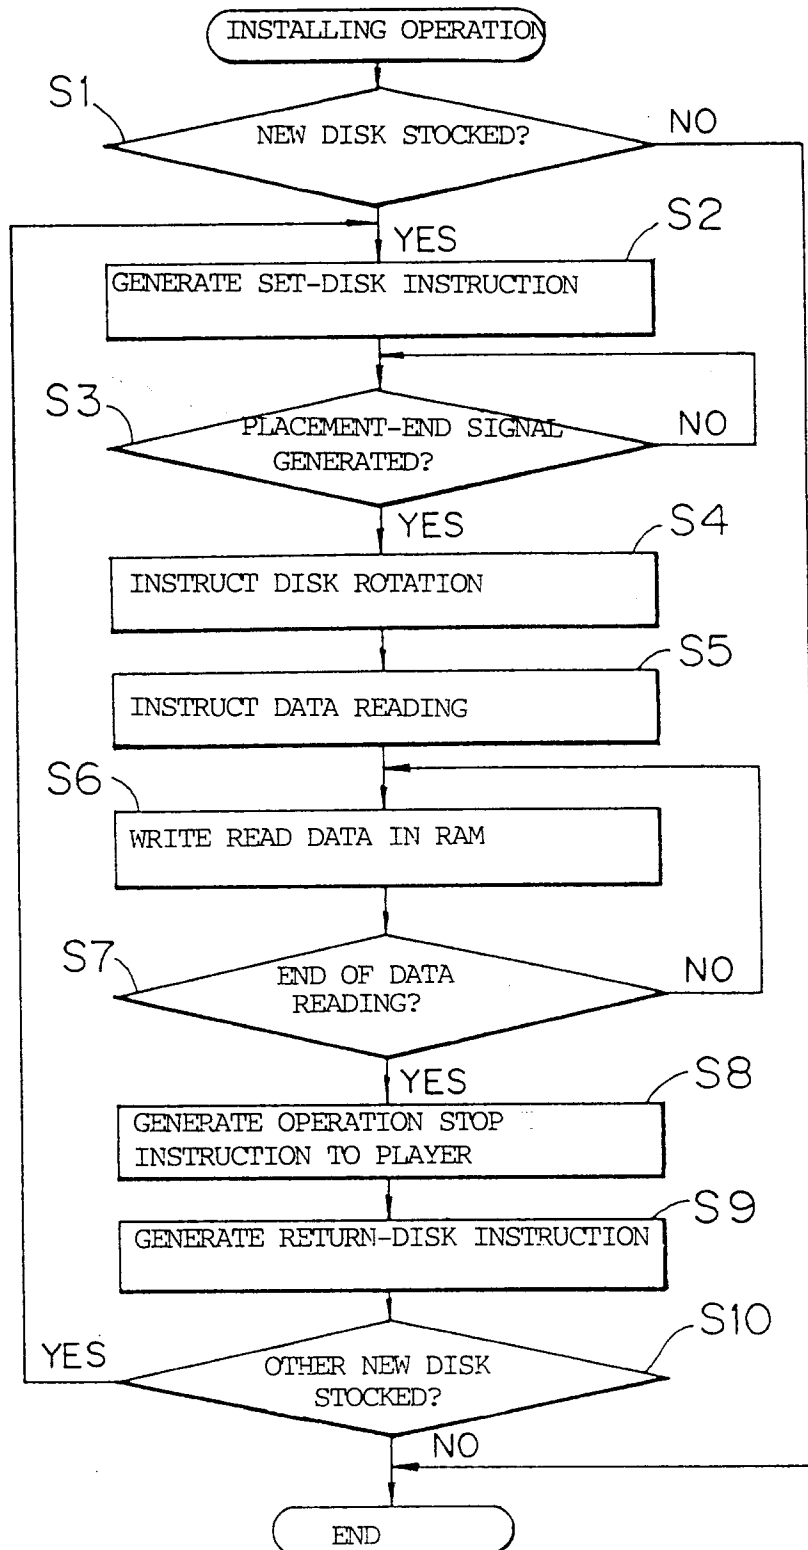 INSTALLING OPERATION
S1
NEW DISK STOCKED?
NO
YES
S2
GENERATE SET-DISK INSTRUCTION
S3
PLACEMENT-END SIGNAL
GENERATED?
NO
YES
S4
INSTRUCT DISK ROTATION
S5
INSTRUCT DATA READING
S6
WRITE READ DATA IN RAM
S7
END OF DATA
READING?
NO
YES
S8
GENERATE OPERATION STOP
INSTRUCTION TO PLAYER
S9
GENERATE RETURN-DISK INSTRUCTION
S10
YES
OTHER NEW DISK
STOCKED?
NO
END